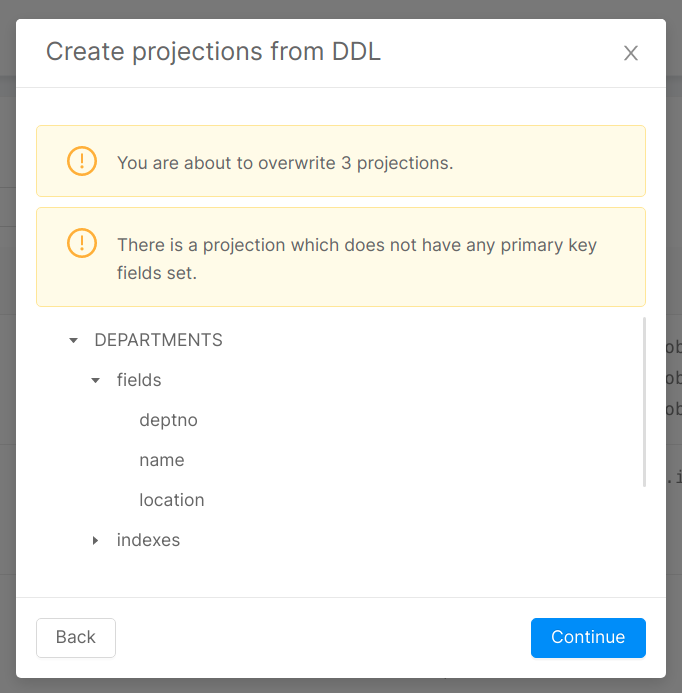 Create projections from DDL
You are about to overwrite 3 projections.
There is a projection which does not have any primary key
fields set.
DEPARTMENTS
fields
deptno
name
location
indexes
Back
Continue